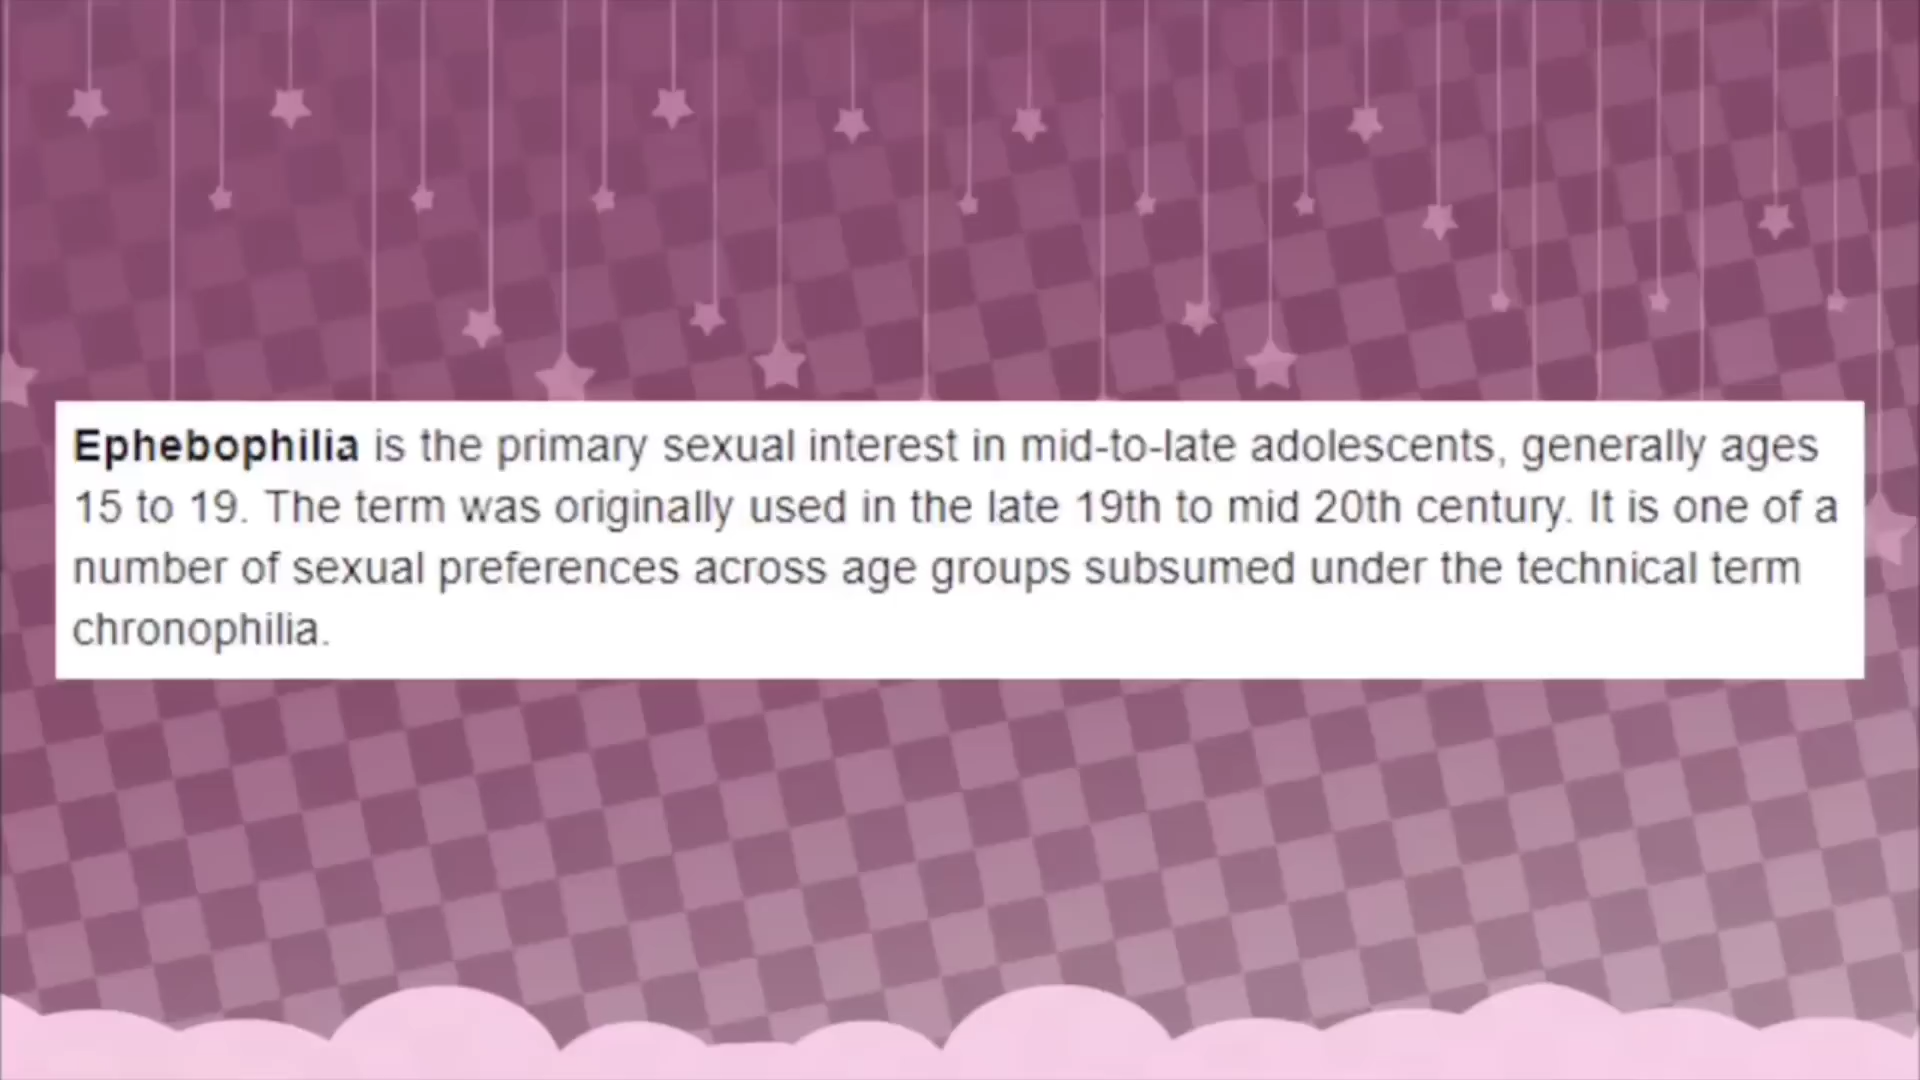 Ephebophilia is the primary sexual interest in mid-to-late adolescents, generally ages
15 to 19. The term was originally used in the late 19th to mid 20th century. It is one of a
number of sexual preferences across age groups subsumed under the technical term
chronophilia.